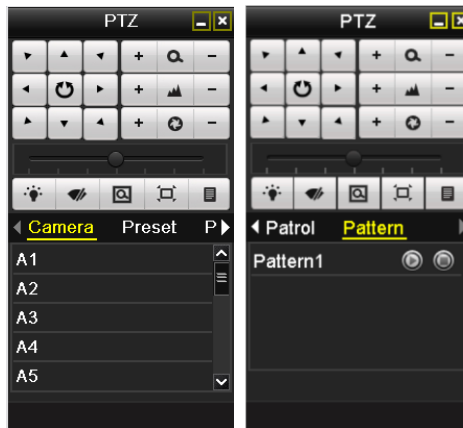 PTZ
Camera Preset P
A1
A2
A3
A4
A5
PTZ
Patrol Pattern
Pattern1